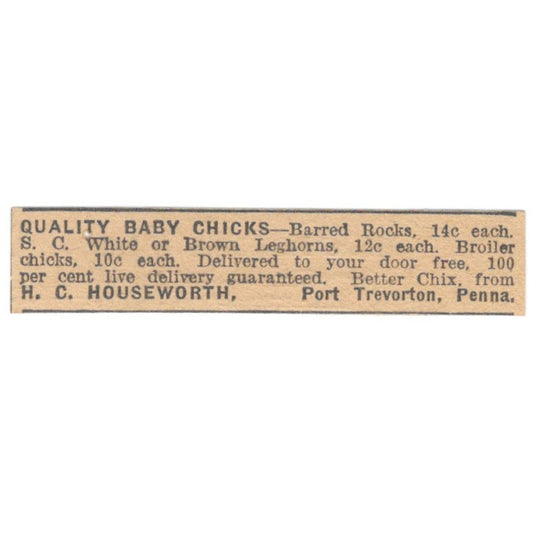 QUALITY BABY CHICKS—Barred Rocks, 14c each.
S. C. White or Brown Leghorns, 12c each. Broiler
chicks, 10c each. Delivered to your door free, 100
per cent live delivery guaranteed. Better Chix, from
H. C. HOUSEWORTH, Port Trevorton, Penna.